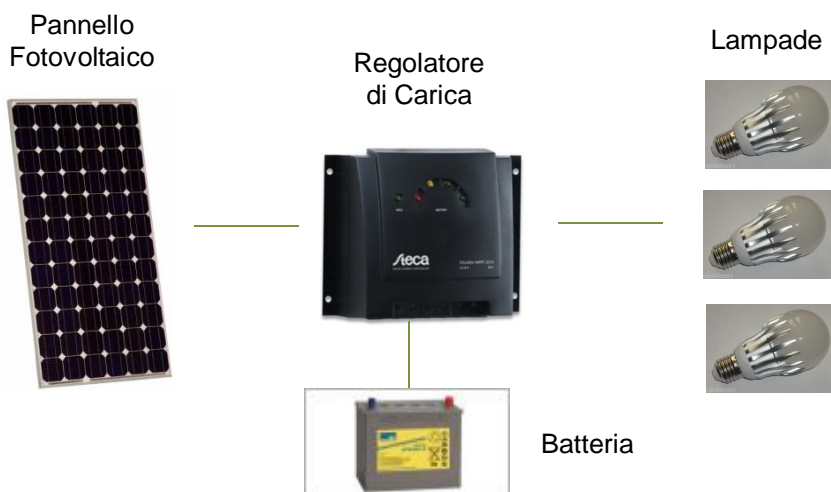 Pannello
Fotovoltaico
Regolatore
di Carica
Lampade
Steca
Batteria